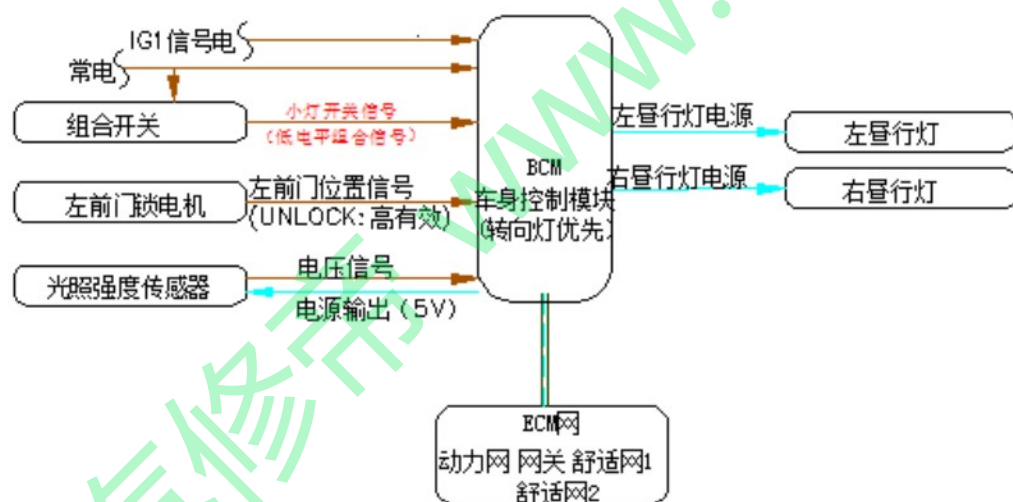 IG1信号电
常电
组合开关
小灯开关信号
(低电平组合信号)
左前门锁电机
左前门位置信号
(UNLOCK:高有效)
光照强度传感器
电压信号
电源输出(5V)
BCM
车身控制模块
(转向灯优先)
左昼行灯电源
左昼行灯
右昼行灯电源
右昼行灯
ECM网
动力网 网关 舒适网1
舒适网2
汽修帝 www.